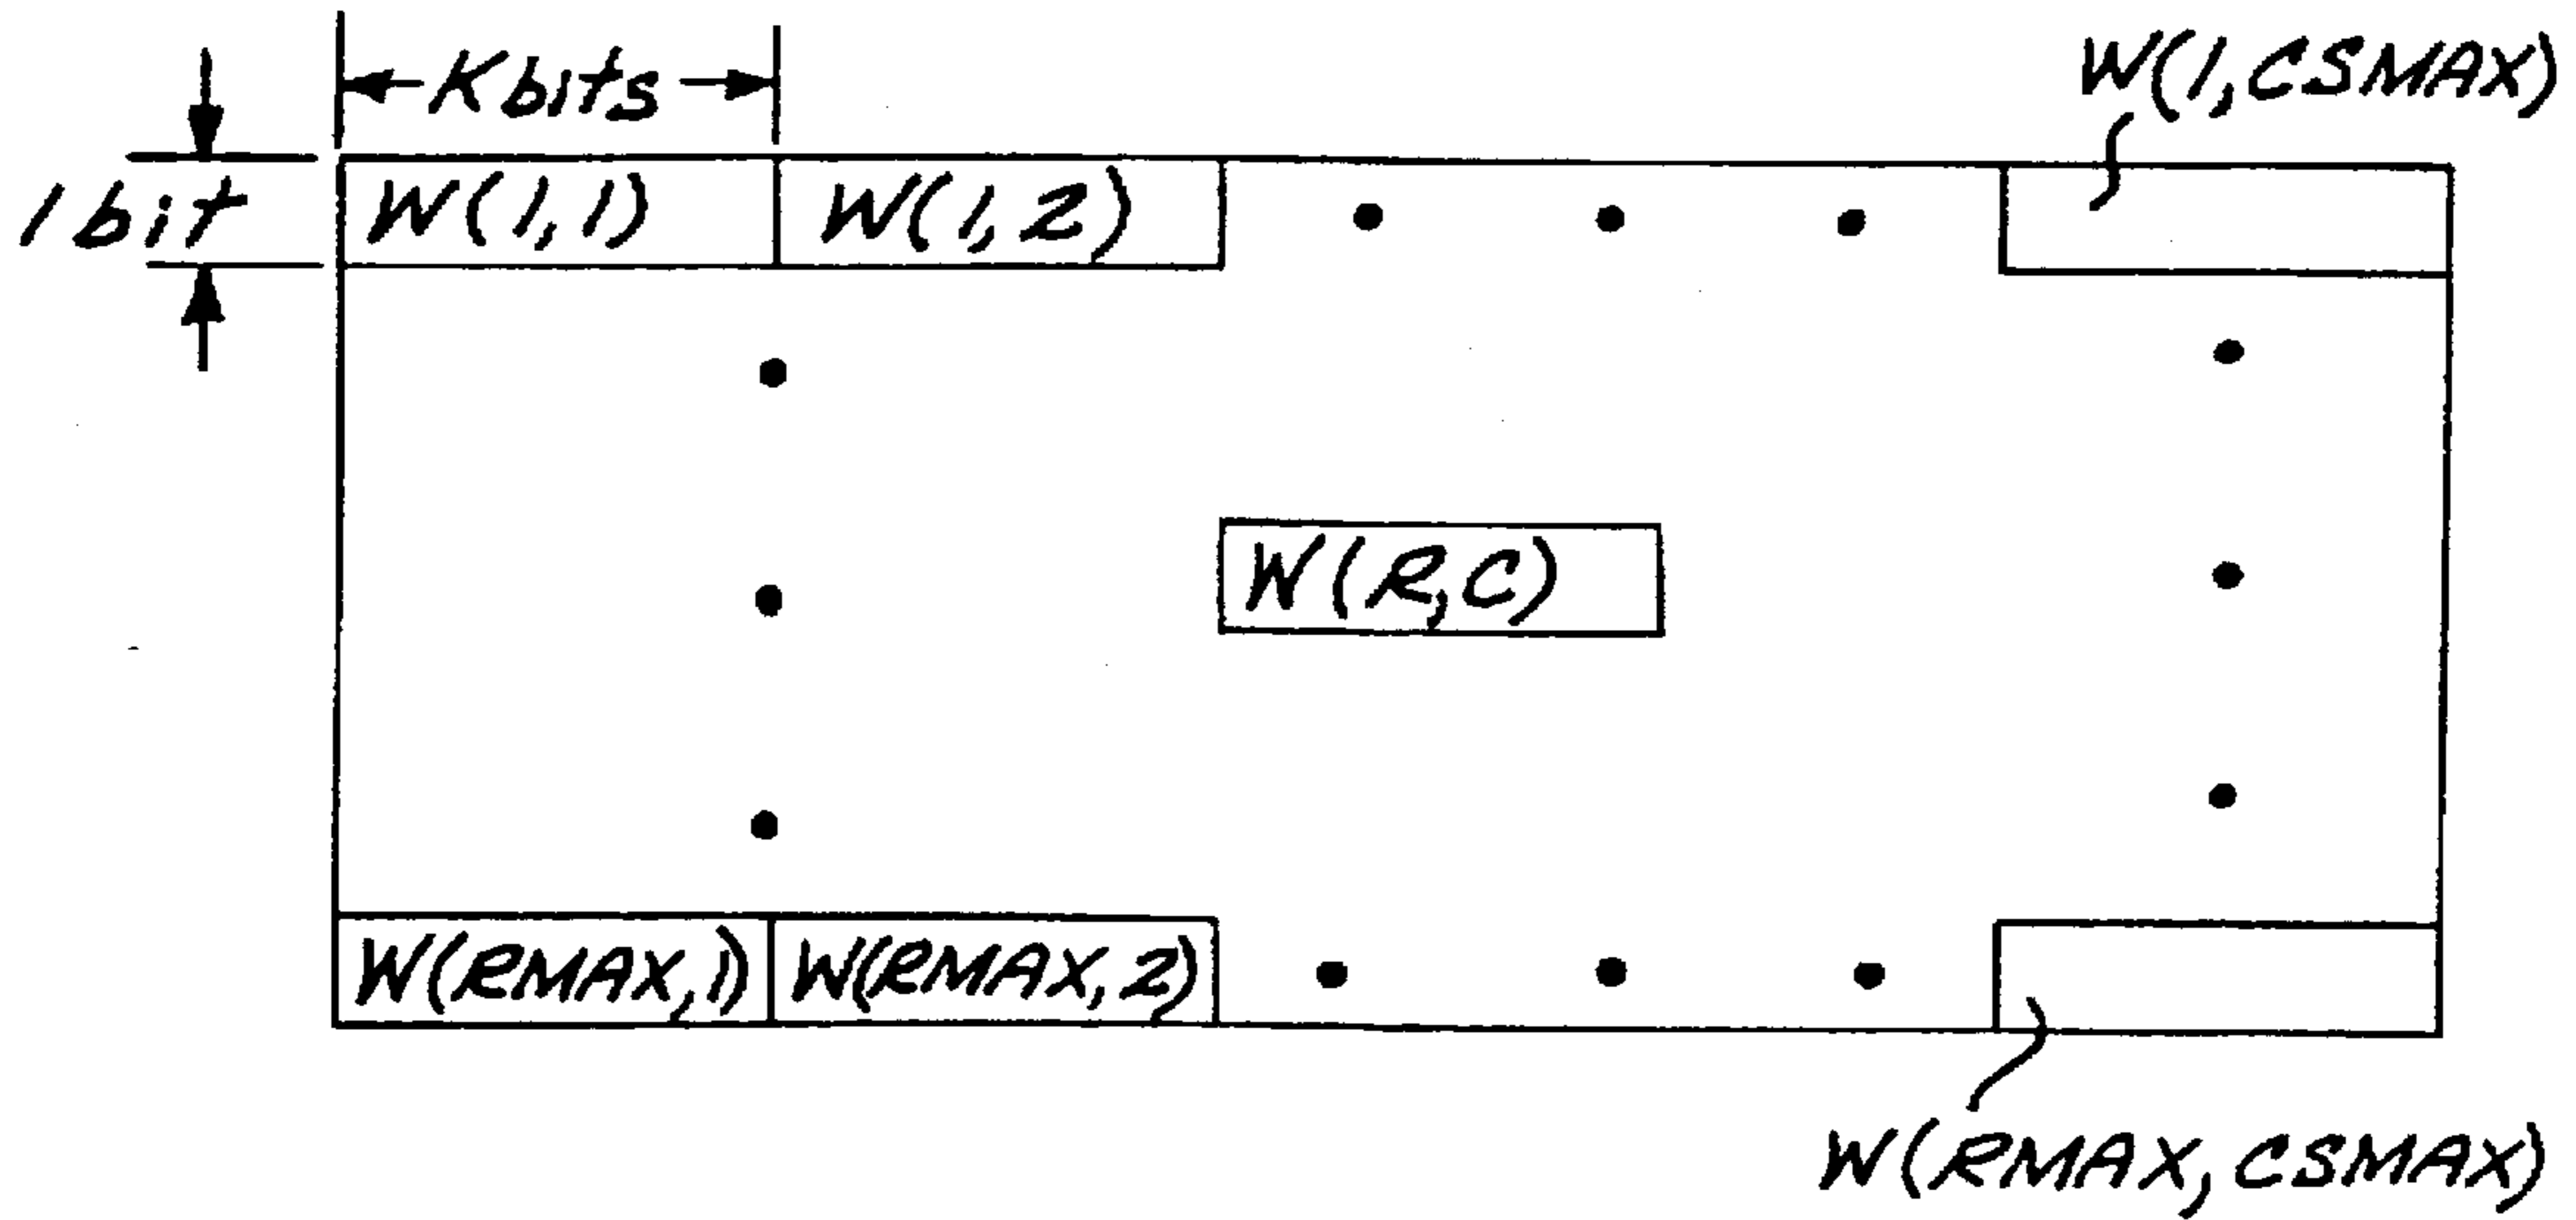 K bits
W(1,CSMAX)
1 bit
W(1,1)
W(1,2)
W(R,C)
W(RMAX,1)
W(RMAX,2)
W(RMAX,CSMAX)